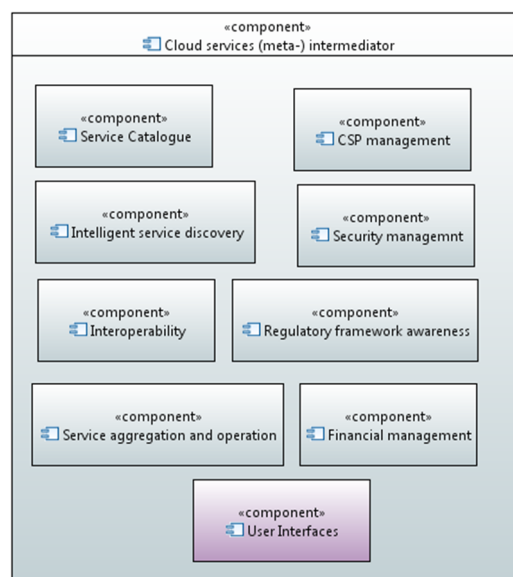 «component»
Cloud services (meta-) intermediator
«component»
Service Catalogue
«component»
CSP management
«component»
Intelligent service discovery
«component»
Security managemnt
«component»
Interoperability
«component»
Regulatory framework awareness
«component»
Service aggregation and operation
«component»
Financial management
«component»
User Interfaces